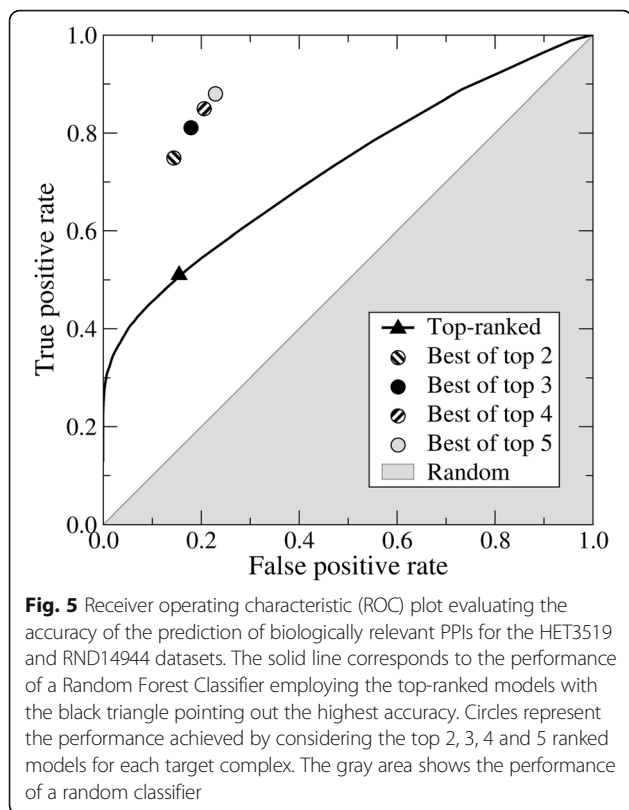 1.0
0.8
0.6
0.4
0.2
0.0
True positive rate
Top-ranked
Best of top 2
Best of top 3
Best of top 4
Best of top 5
Random
0.0 0.2 0.4 0.6 0.8 1.0
False positive rate
Fig. 5 Receiver operating characteristic (ROC) plot evaluating the
accuracy of the prediction of biologically relevant PPIs for the HET3519
and RND14944 datasets. The solid line corresponds to the performance
of a Random Forest Classifier employing the top-ranked models with
the black triangle pointing out the highest accuracy. Circles represent
the performance achieved by considering the top 2, 3, 4 and 5 ranked
models for each target complex. The gray area shows the performance
of a random classifier